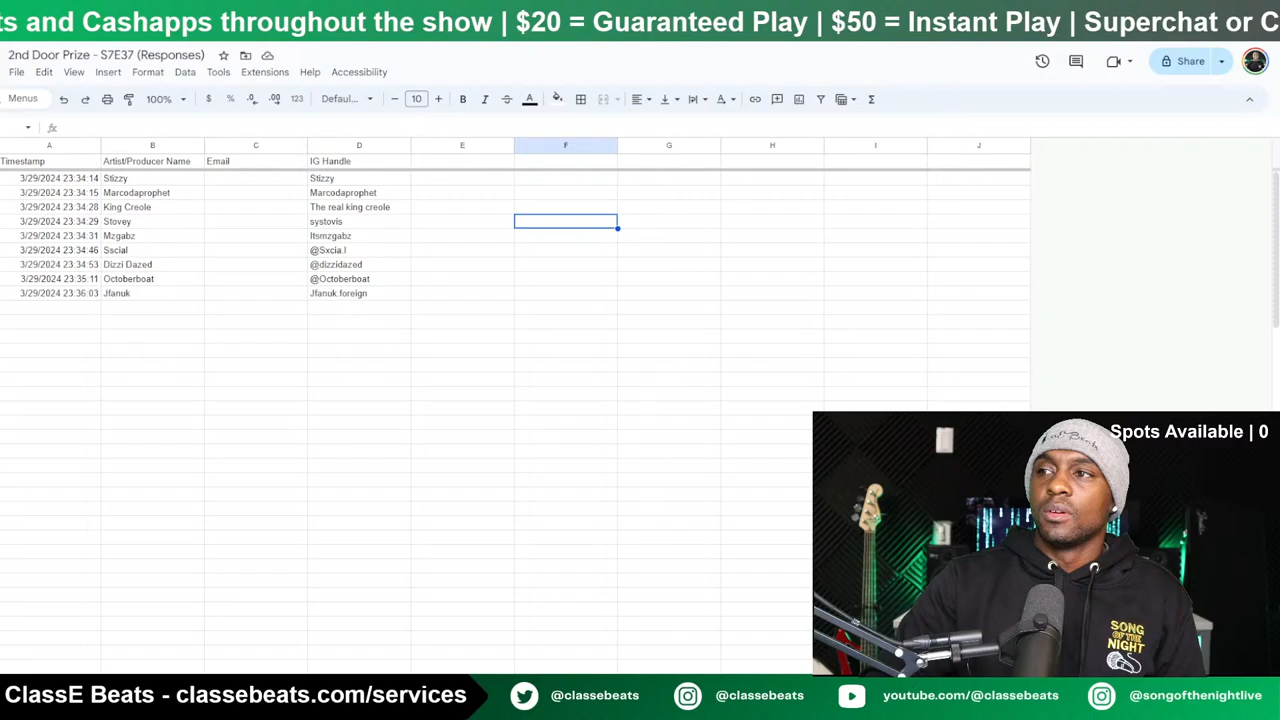 ts and Cashapps throughout the show | $20 = Guaranteed Play | $50 = Instant Play | Superchat or C
2nd Door Prize - S7E37 (Responses)
Share
File Edit View Insert Format Data Tools Extensions Help Accessibility
Menus 100% $ % .0 .00 123 Defaul... 10 B I A Σ
fx
A B C D E F G H I J
Timestamp Artist/Producer Name Email IG Handle
3/29/2024 23:34:14 Stizzy Stizzy
3/29/2024 23:34:15 Marcodaprophet Marcodaprophet
3/29/2024 23:34:28 King Creole The real king creole
3/29/2024 23:34:29 Stovey systovis
3/29/2024 23:34:31 Mzgabz Itsmzgabz
3/29/2024 23:34:46 Sscial @Sxcia.l
3/29/2024 23:34:53 Dizzi Dazed @dizzidazed
3/29/2024 23:35:11 Octoberboat @Octoberboat
3/29/2024 23:36:03 Jfanuk Jfanuk.foreign
Spots Available | 0
SONG
OF THE
NIGHT
ClassE Beats - classebeats.com/services @classebeats @classebeats youtube.com/@classebeats @songofthenightlive